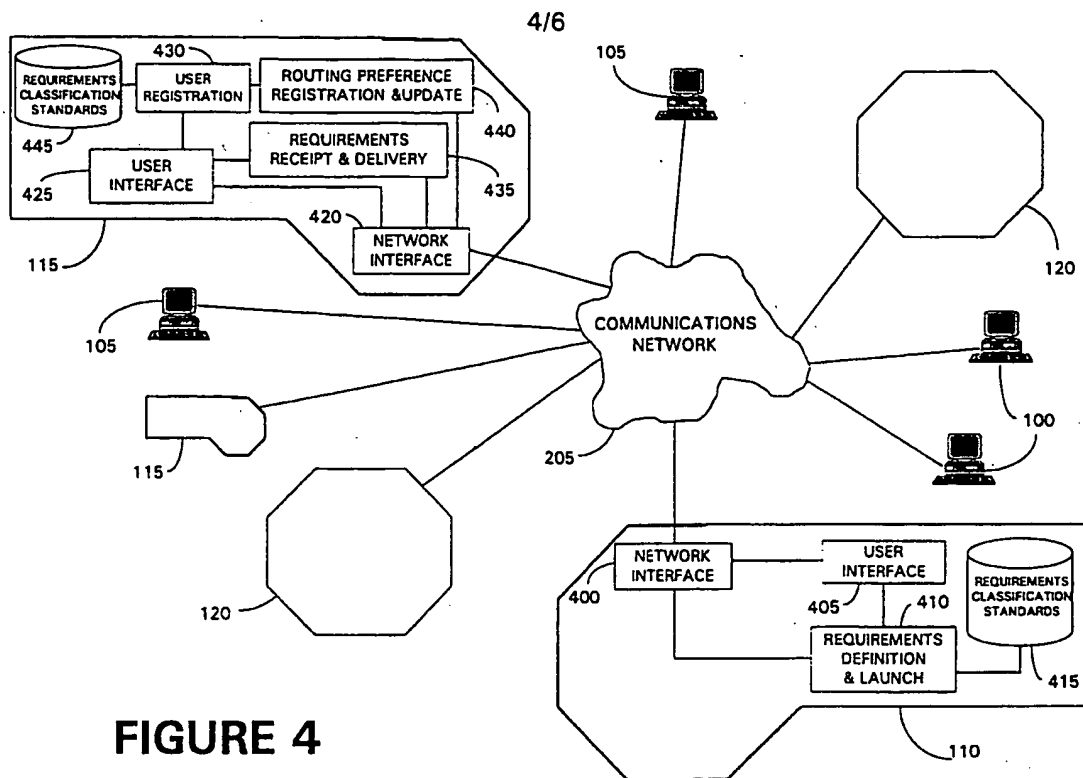 4/6
430
105
REQUIREMENTS
CLASSIFICATION
STANDARDS
USER
REGISTRATION
ROUTING PREFERENCE
REGISTRATION &UPDATE
445
440
REQUIREMENTS
RECEIPT & DELIVERY
425
USER
INTERFACE
435
420
NETWORK
INTERFACE
115
120
105
COMMUNICATIONS
NETWORK
100
115
205
120
NETWORK
INTERFACE
400
USER
INTERFACE
405
410
REQUIREMENTS
CLASSIFICATION
STANDARDS
REQUIREMENTS
DEFINITION
& LAUNCH
415
110
FIGURE 4